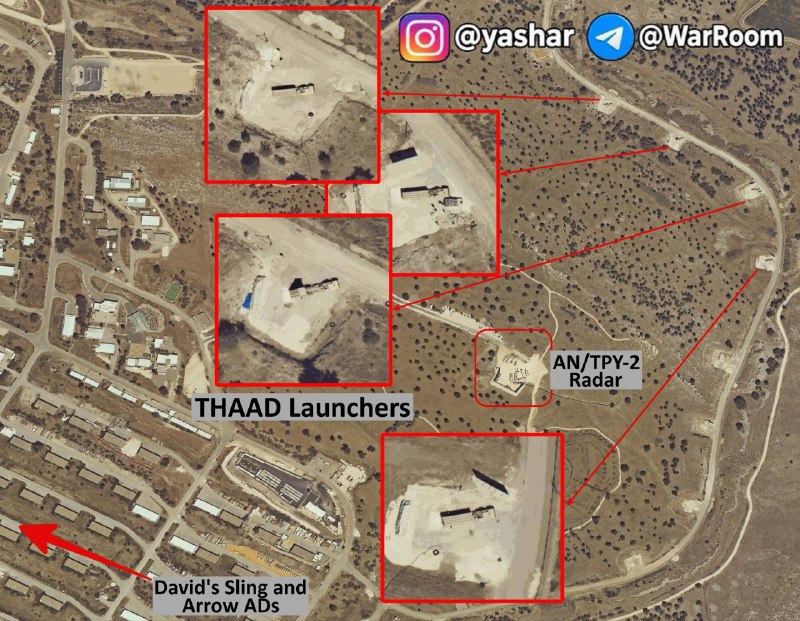 @yashar @WarRoom
AN/TPY-2
Radar
THAAD Launchers
David's Sling and
Arrow ADs